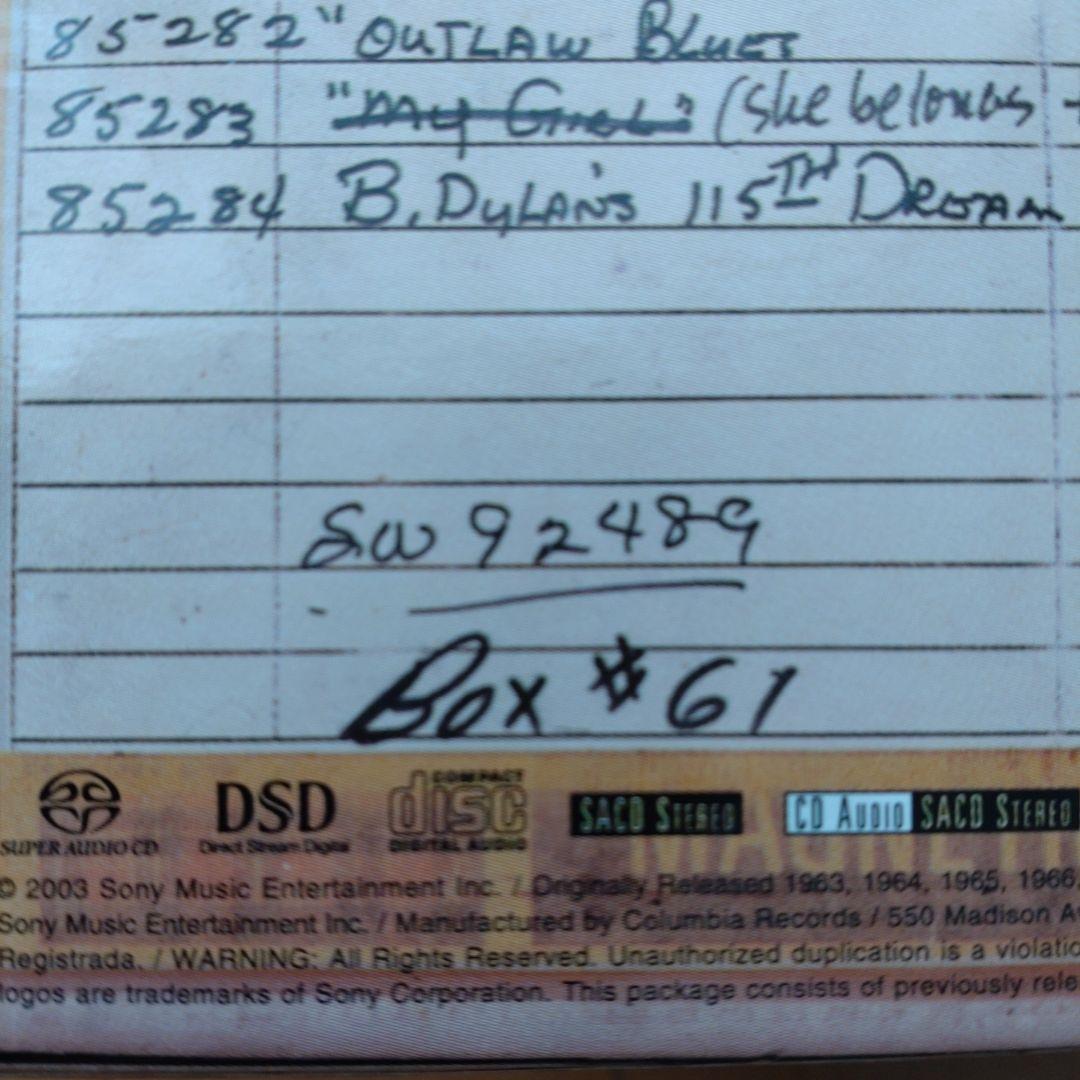 85282 "OUTLAW BLUES
85283 "My Girl" (She belongs
85284 B. DYLAN'S 115TH DREAM
SW 92489
Box #61
SUPER AUDIO CD
DSD
Direct Stream Digital
COMPACT
disc
DIGITAL AUDIO
SACD STEREO
CD AUDIO SACD STEREO
© 2003 Sony Music Entertainment Inc. / Originally Released 1963, 1964, 1965, 1966,
Sony Music Entertainment Inc. / Manufactured by Columbia Records / 550 Madison A
Registrada. / WARNING: All Rights Reserved. Unauthorized duplication is a violatio
logos are trademarks of Sony Corporation. This package consists of previously rele